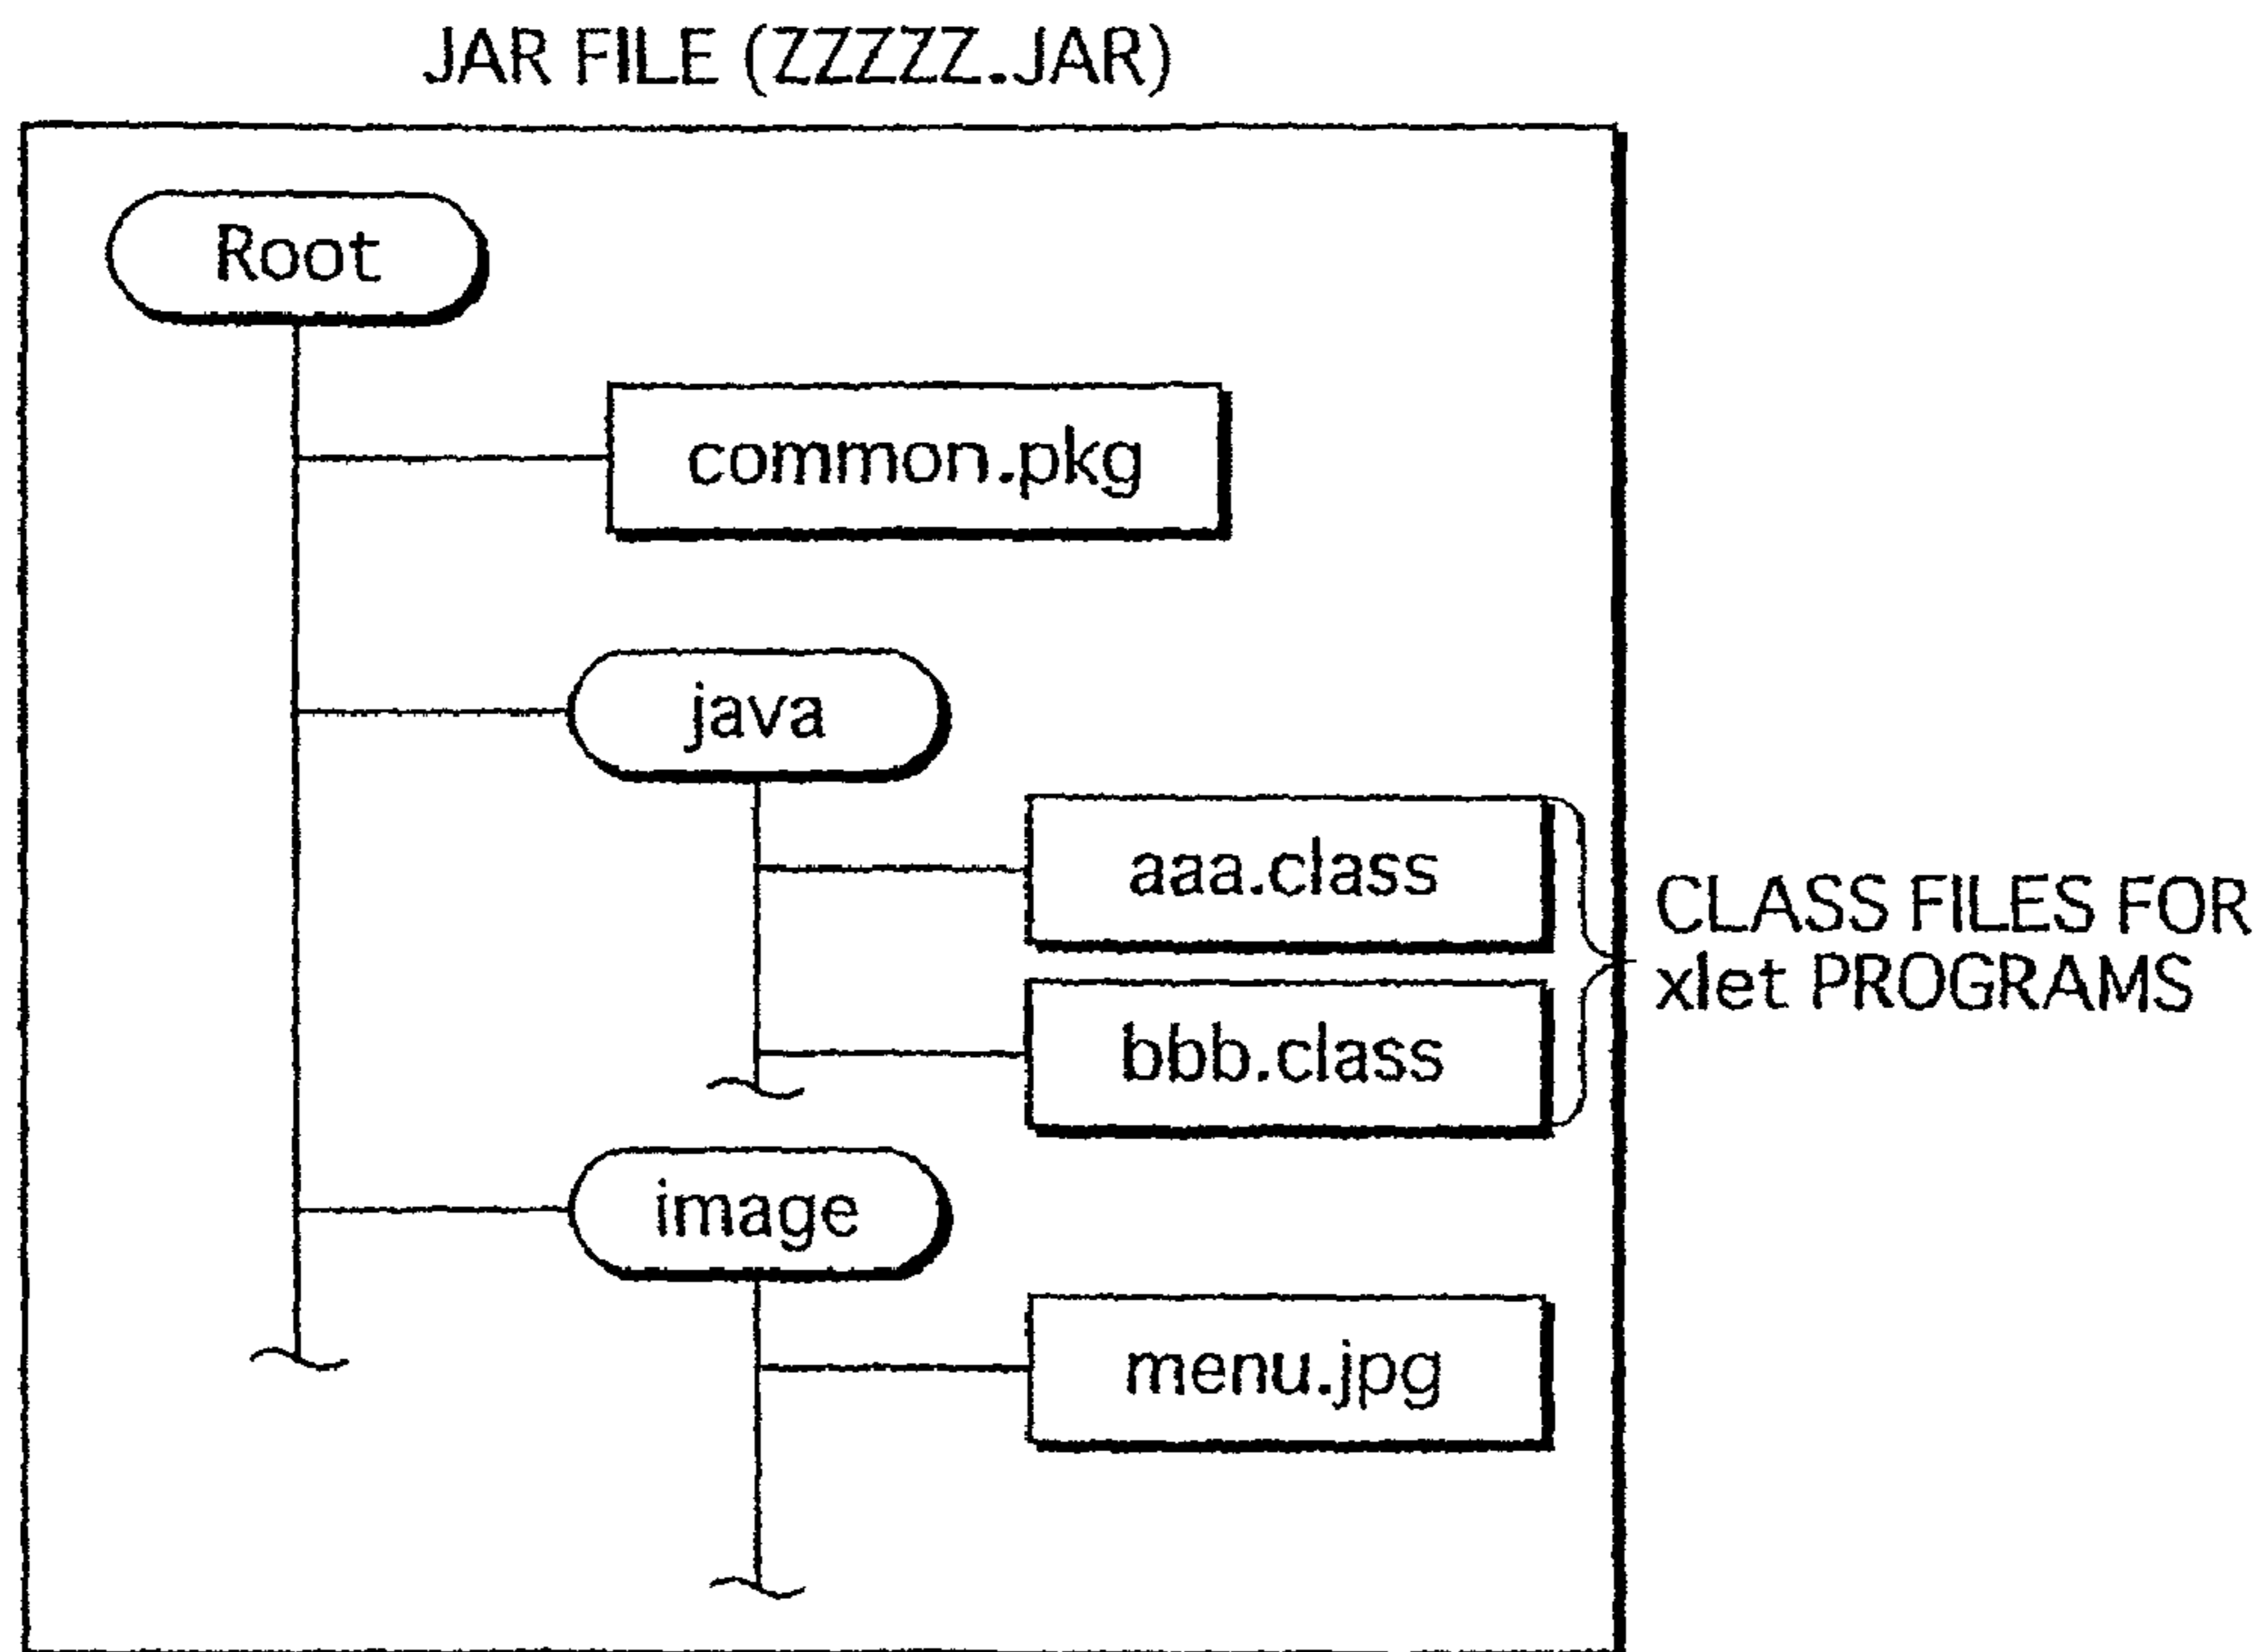 JAR FILE (ZZZZZ.JAR)
Root
common.pkg
java
aaa.class
bbb.class
CLASS FILES FOR
xlet PROGRAMS
image
menu.jpg